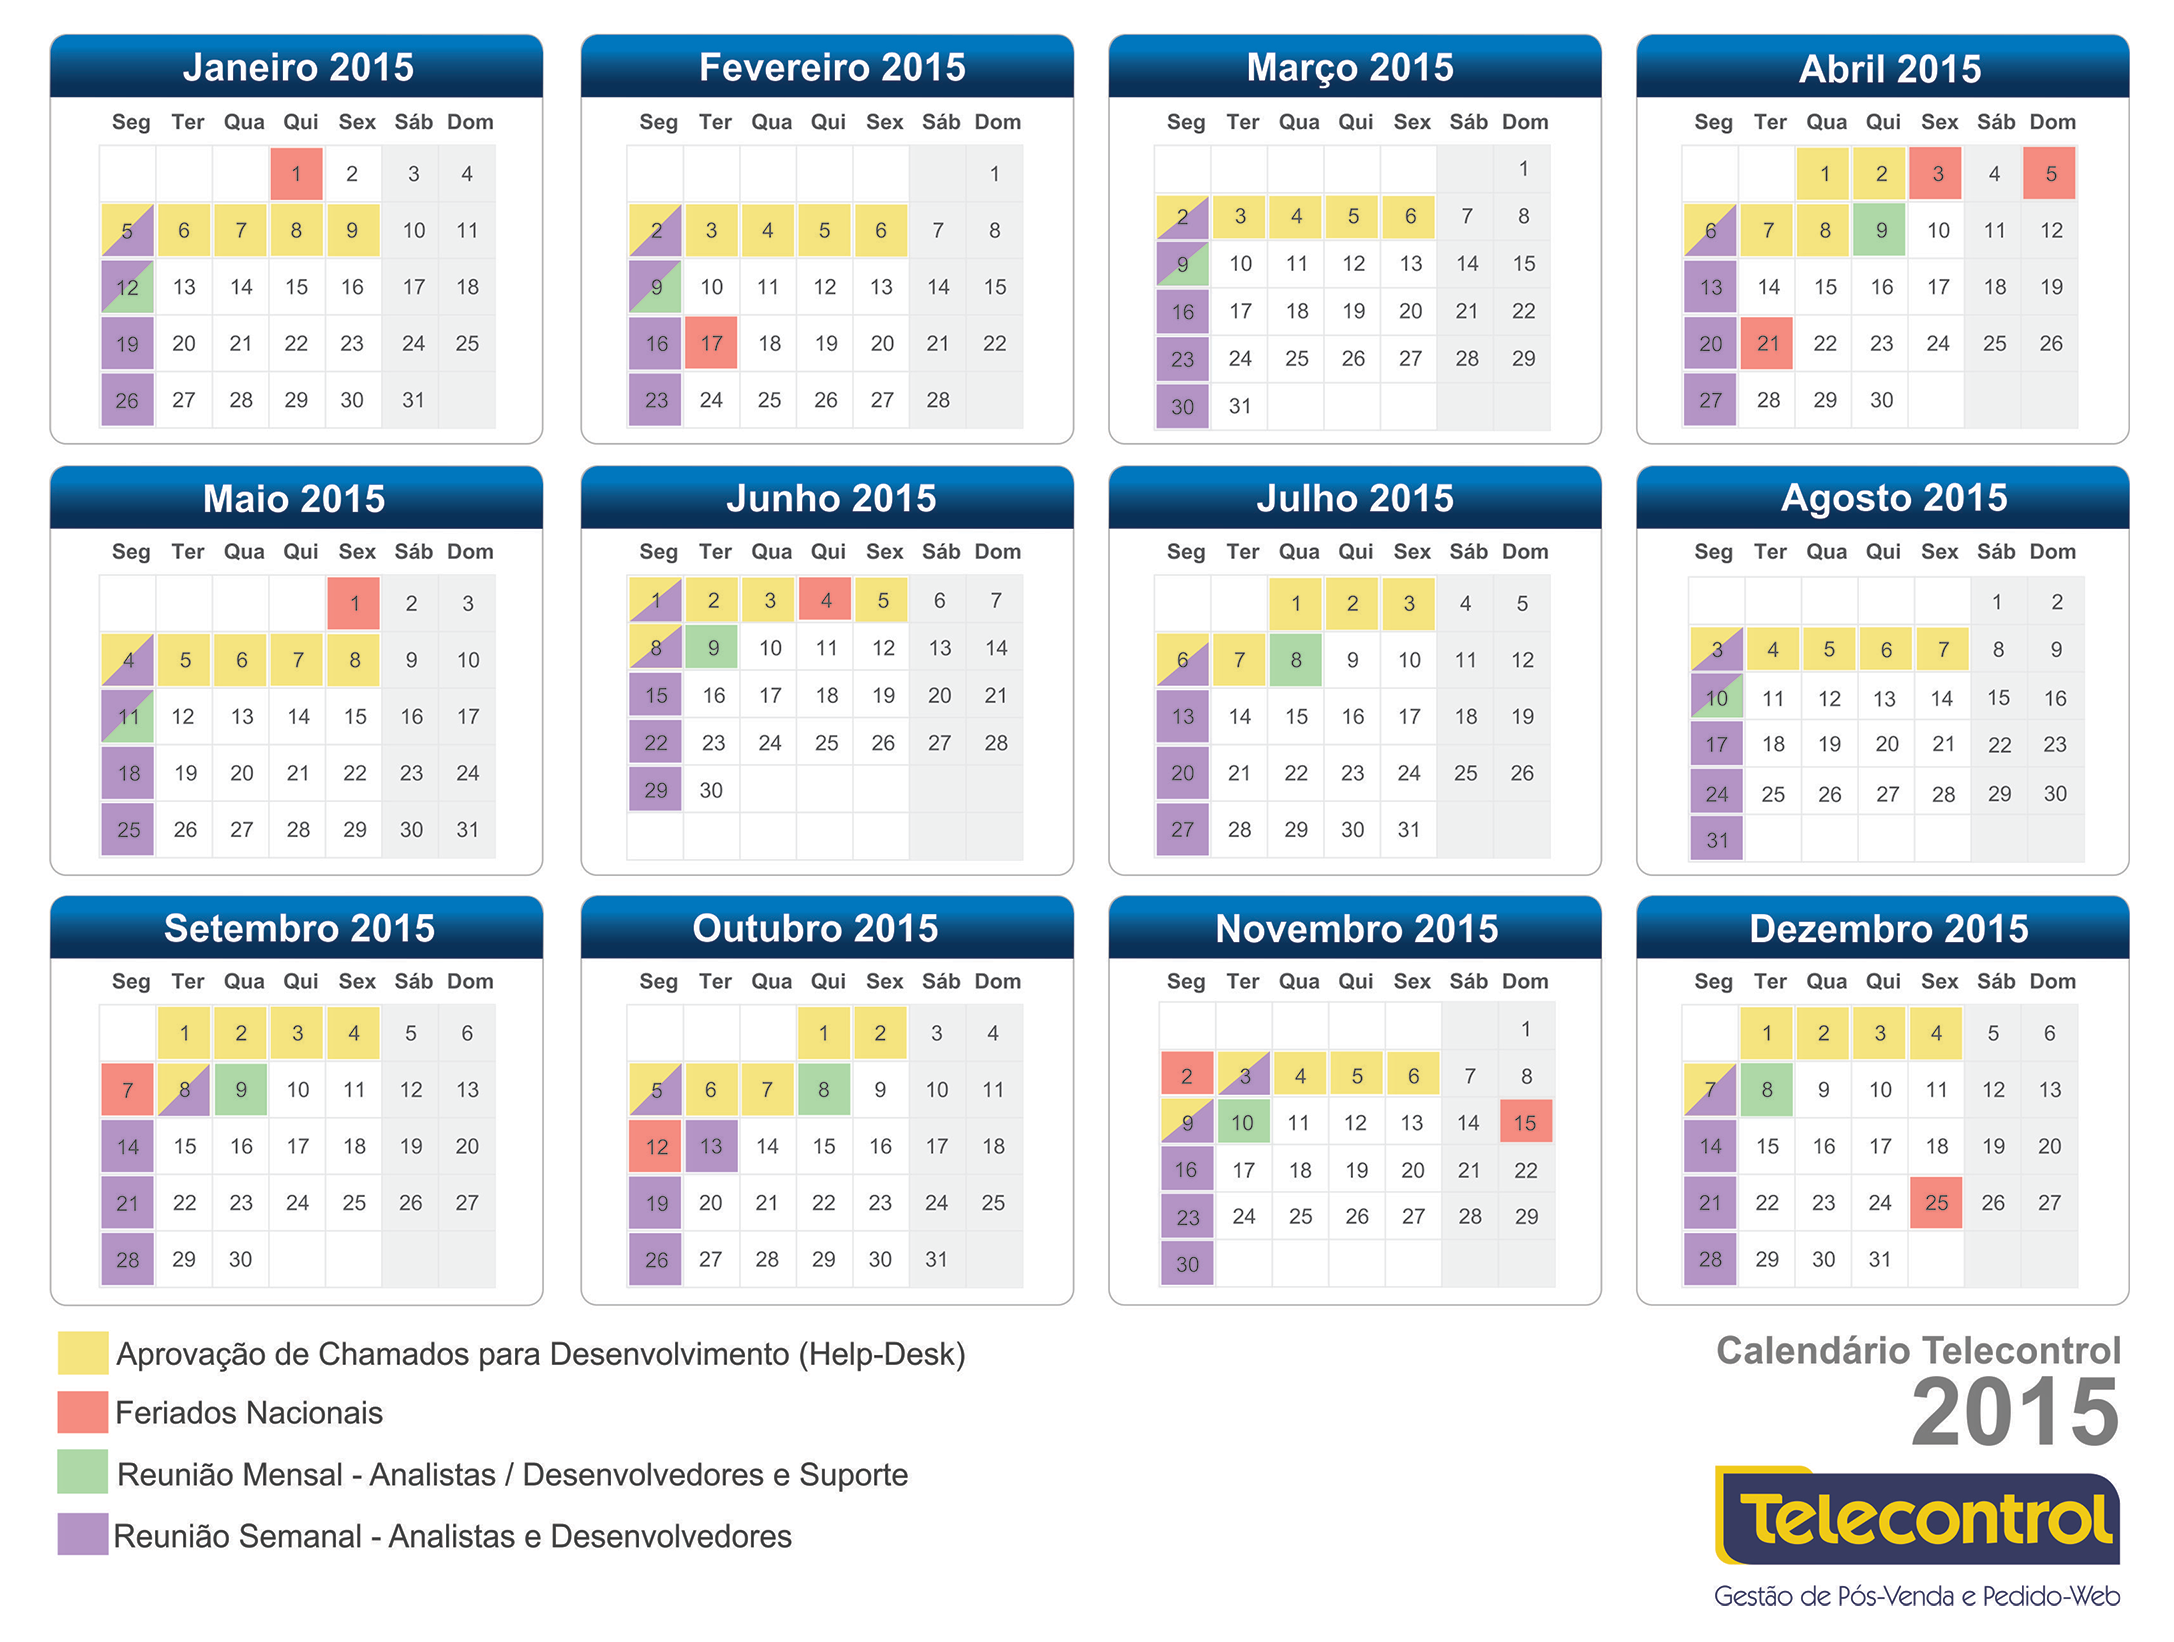 Janeiro 2015
Seg Ter Qua Qui Sex Sáb Dom
1 2 3 4
5 6 7 8 9 10 11
12 13 14 15 16 17 18
19 20 21 22 23 24 25
26 27 28 29 30 31
Fevereiro 2015
Seg Ter Qua Qui Sex Sáb Dom
1
2 3 4 5 6 7 8
9 10 11 12 13 14 15
16 17 18 19 20 21 22
23 24 25 26 27 28
Março 2015
Seg Ter Qua Qui Sex Sáb Dom
1
2 3 4 5 6 7 8
9 10 11 12 13 14 15
16 17 18 19 20 21 22
23 24 25 26 27 28 29
30 31
Abril 2015
Seg Ter Qua Qui Sex Sáb Dom
1 2 3 4 5
6 7 8 9 10 11 12
13 14 15 16 17 18 19
20 21 22 23 24 25 26
27 28 29 30
Maio 2015
Seg Ter Qua Qui Sex Sáb Dom
1 2 3
4 5 6 7 8 9 10
11 12 13 14 15 16 17
18 19 20 21 22 23 24
25 26 27 28 29 30 31
Junho 2015
Seg Ter Qua Qui Sex Sáb Dom
1 2 3 4 5 6 7
8 9 10 11 12 13 14
15 16 17 18 19 20 21
22 23 24 25 26 27 28
29 30
Julho 2015
Seg Ter Qua Qui Sex Sáb Dom
1 2 3 4 5
6 7 8 9 10 11 12
13 14 15 16 17 18 19
20 21 22 23 24 25 26
27 28 29 30 31
Agosto 2015
Seg Ter Qua Qui Sex Sáb Dom
1 2
3 4 5 6 7 8 9
10 11 12 13 14 15 16
17 18 19 20 21 22 23
24 25 26 27 28 29 30
31
Setembro 2015
Seg Ter Qua Qui Sex Sáb Dom
1 2 3 4 5 6
7 8 9 10 11 12 13
14 15 16 17 18 19 20
21 22 23 24 25 26 27
28 29 30
Outubro 2015
Seg Ter Qua Qui Sex Sáb Dom
1 2 3 4
5 6 7 8 9 10 11
12 13 14 15 16 17 18
19 20 21 22 23 24 25
26 27 28 29 30 31
Novembro 2015
Seg Ter Qua Qui Sex Sáb Dom
1
2 3 4 5 6 7 8
9 10 11 12 13 14 15
16 17 18 19 20 21 22
23 24 25 26 27 28 29
30
Dezembro 2015
Seg Ter Qua Qui Sex Sáb Dom
1 2 3 4 5 6
7 8 9 10 11 12 13
14 15 16 17 18 19 20
21 22 23 24 25 26 27
28 29 30 31
Aprovação de Chamados para Desenvolvimento (Help-Desk)
Feriados Nacionais
Reunião Mensal - Analistas / Desenvolvedores e Suporte
Reunião Semanal - Analistas e Desenvolvedores
Calendário Telecontrol
2015
Telecontrol
Gestão de Pós-Venda e Pedido-Web